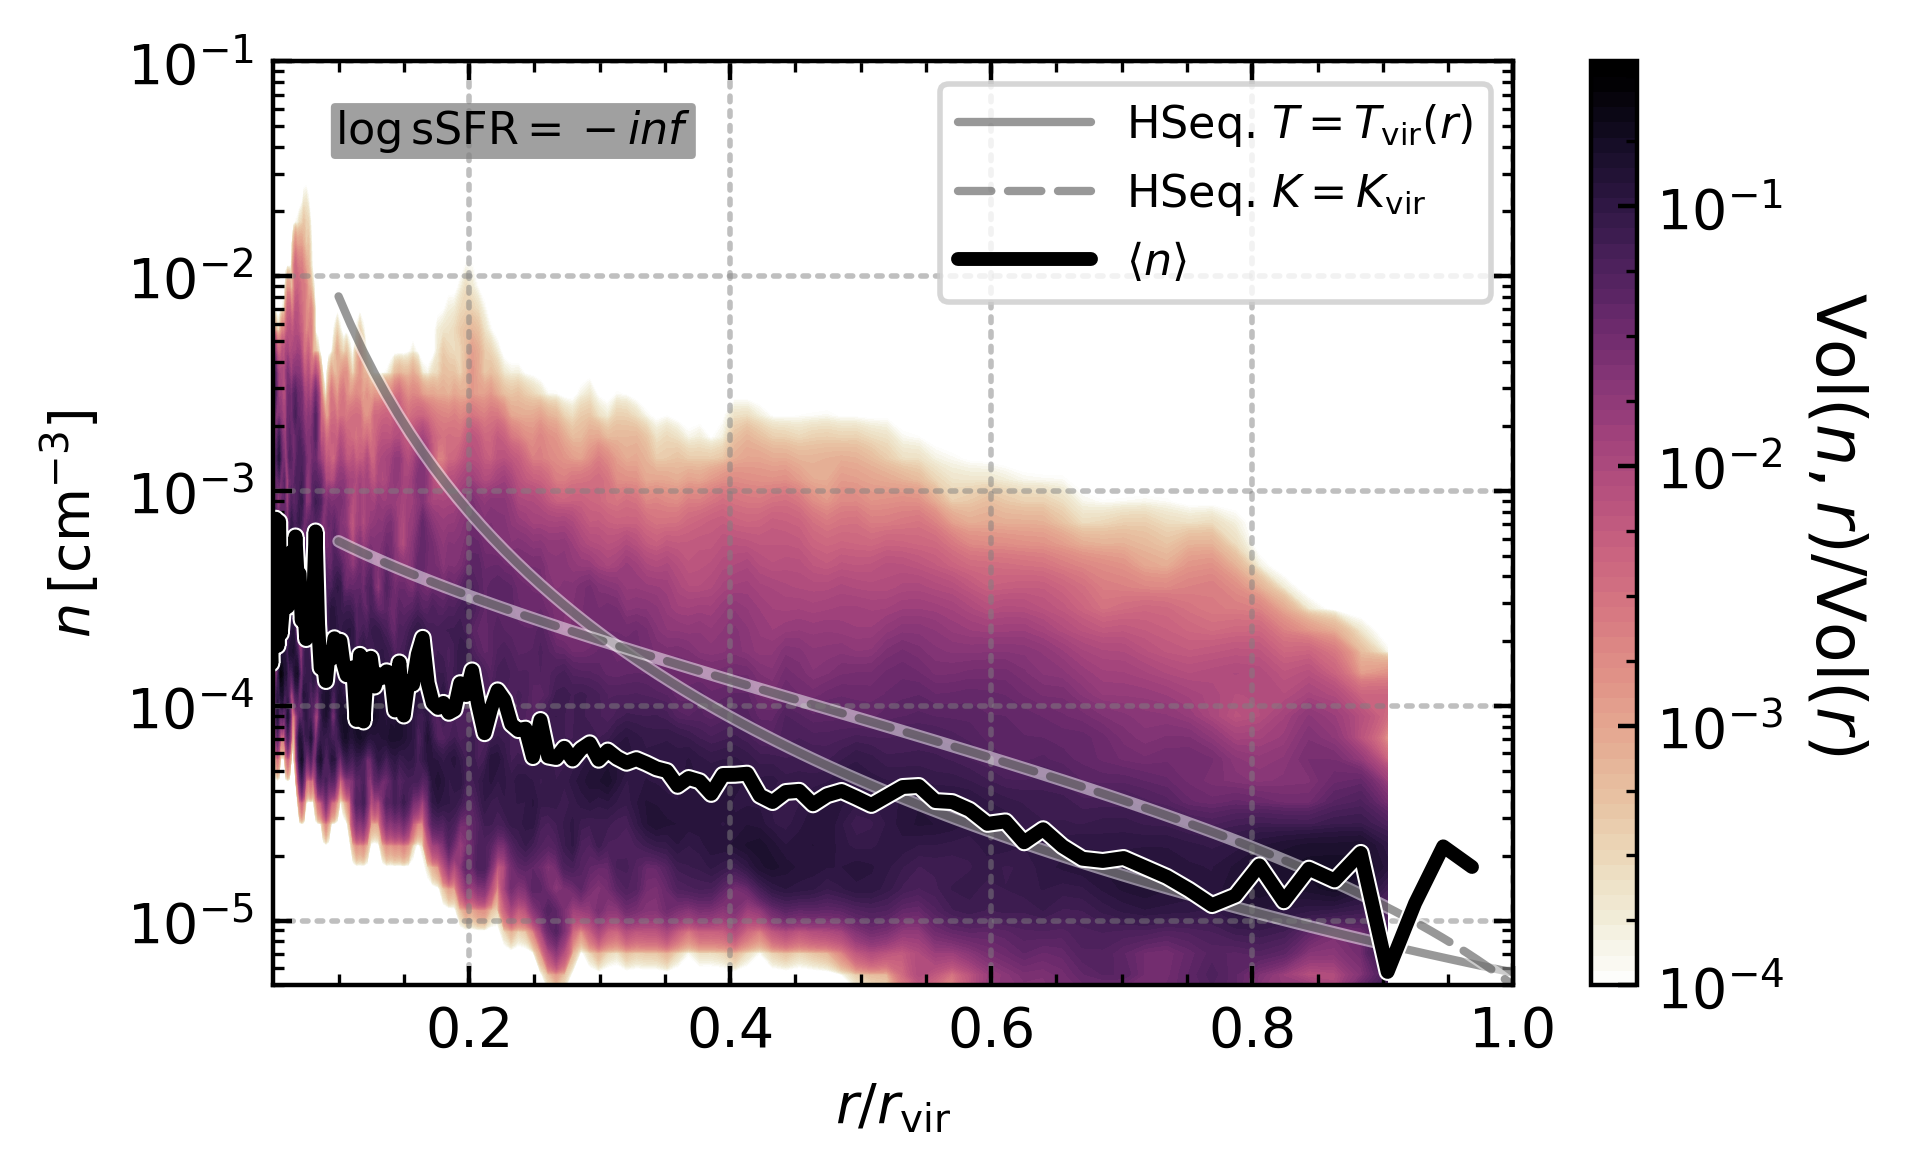 log sSFR = −inf
HSeq. T = T_vir(r)
HSeq. K = K_vir
⟨n⟩
10⁻¹
10⁻²
10⁻³
10⁻⁴
10⁻⁵
n [cm⁻³]
0.2 0.4 0.6 0.8 1.0
r/r_vir
10⁻¹
10⁻²
10⁻³
10⁻⁴
Vol(n, r)/Vol(r)